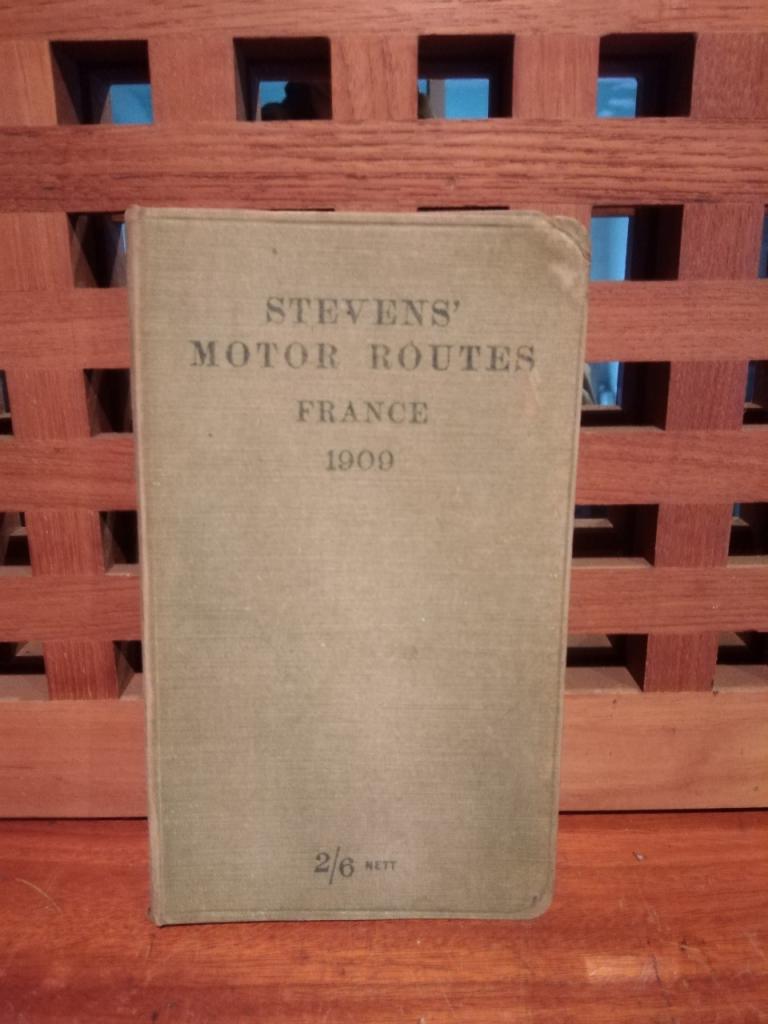 STEVENS'
MOTOR ROUTES
FRANCE
1909
2/6 NETT